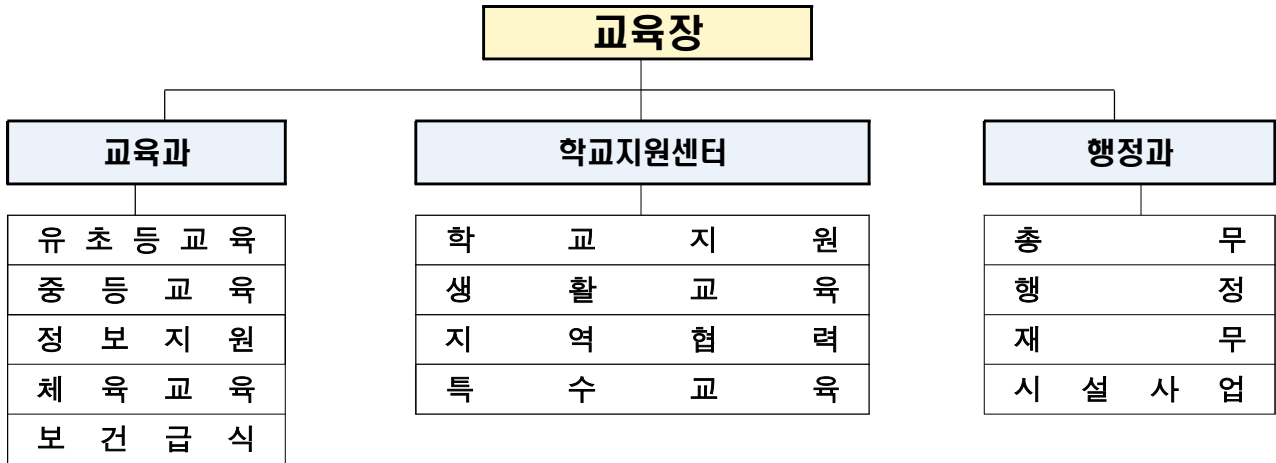 교육장
교육과
학교지원센터
행정과
유 초 등 교 육
중 등 교 육
정 보 지 원
체 육 교 육
보 건 급 식
학 교 지 원
생 활 교 육
지 역 협 력
특 수 교 육
총 무
행 정
재 무
시 설 사 업